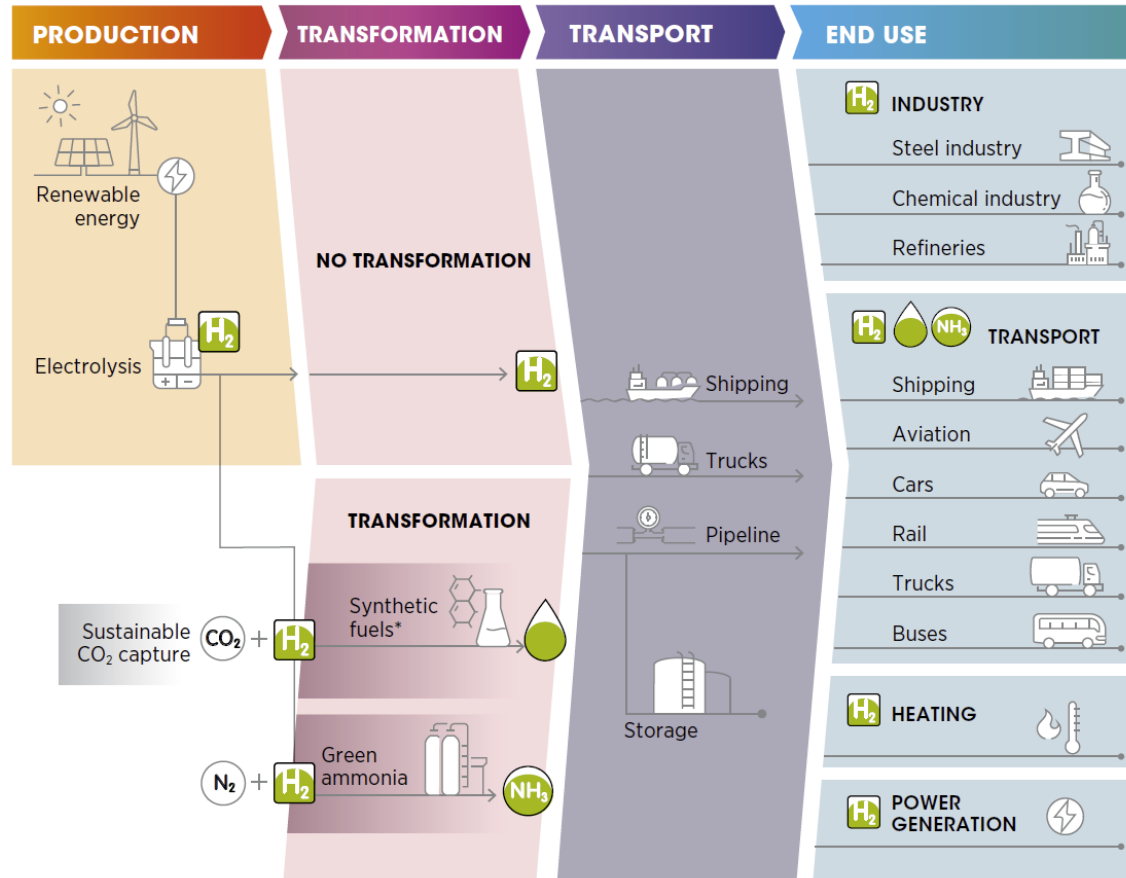 PRODUCTION
TRANSFORMATION
TRANSPORT
END USE
Renewable
energy
Electrolysis
H₂
NO TRANSFORMATION
H₂
TRANSFORMATION
Sustainable
CO₂ capture
CO₂ + H₂
Synthetic
fuels*
N₂ + H₂
Green
ammonia
NH₃
Shipping
Trucks
Pipeline
Storage
H₂ INDUSTRY
Steel industry
Chemical industry
Refineries
H₂ NH₃ TRANSPORT
Shipping
Aviation
Cars
Rail
Trucks
Buses
H₂ HEATING
H₂ POWER
GENERATION